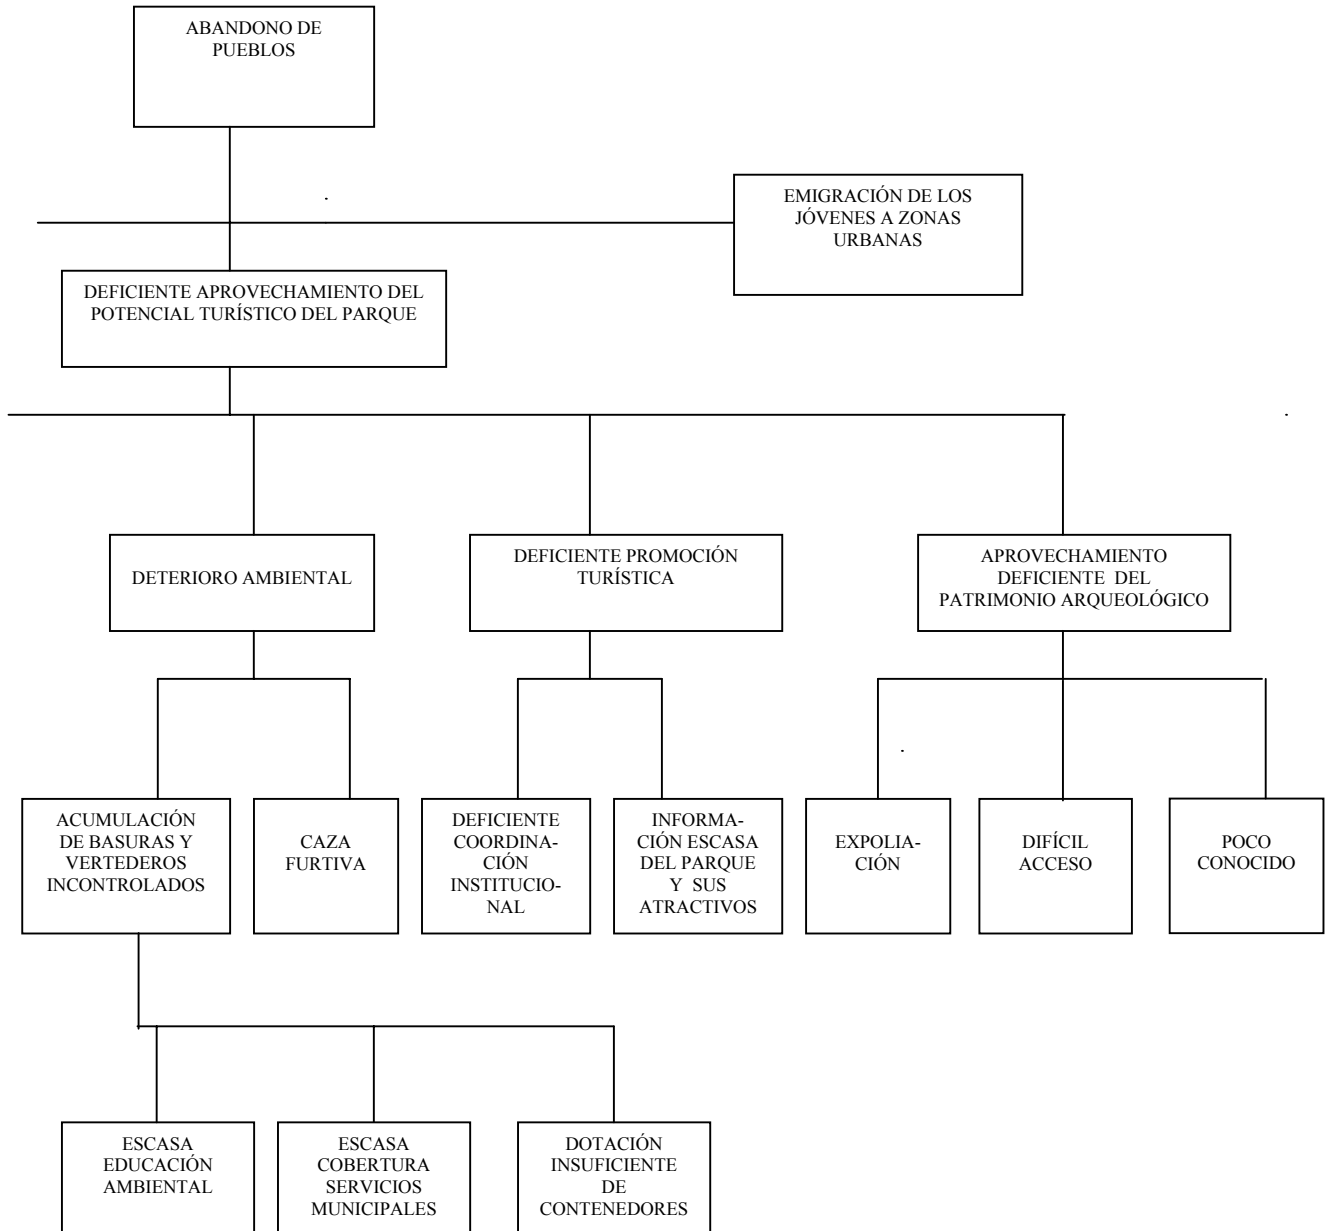 ABANDONO DE
PUEBLOS
EMIGRACIÓN DE LOS
JÓVENES A ZONAS
URBANAS
DEFICIENTE APROVECHAMIENTO DEL
POTENCIAL TURÍSTICO DEL PARQUE
DETERIORO AMBIENTAL
DEFICIENTE PROMOCIÓN
TURÍSTICA
APROVECHAMIENTO
DEFICIENTE DEL
PATRIMONIO ARQUEOLÓGICO
ACUMULACIÓN
DE BASURAS Y
VERTEDEROS
INCONTROLADOS
CAZA
FURTIVA
DEFICIENTE
COORDINA-
CIÓN
INSTITUCIO-
NAL
INFORMA-
CIÓN ESCASA
DEL PARQUE
Y SUS
ATRACTIVOS
EXPOLIA-
CIÓN
DIFÍCIL
ACCESO
POCO
CONOCIDO
ESCASA
EDUCACIÓN
AMBIENTAL
ESCASA
COBERTURA
SERVICIOS
MUNICIPALES
DOTACIÓN
INSUFICIENTE
DE
CONTENEDORES